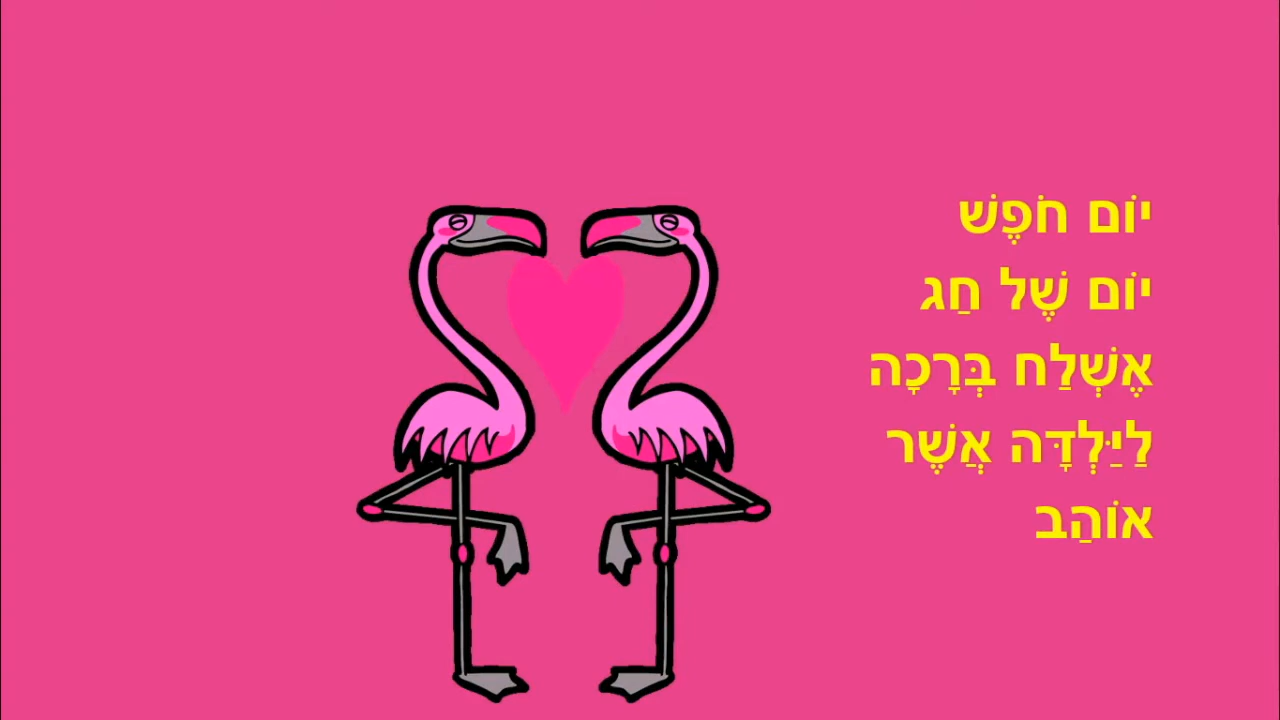 יוֹם חֹפֶשׁ
יוֹם שֶׁל חַג
אֶשְׁלַח בְּרָכָה
לַיַּלְדָּה אֲשֶׁר
אוֹהַב